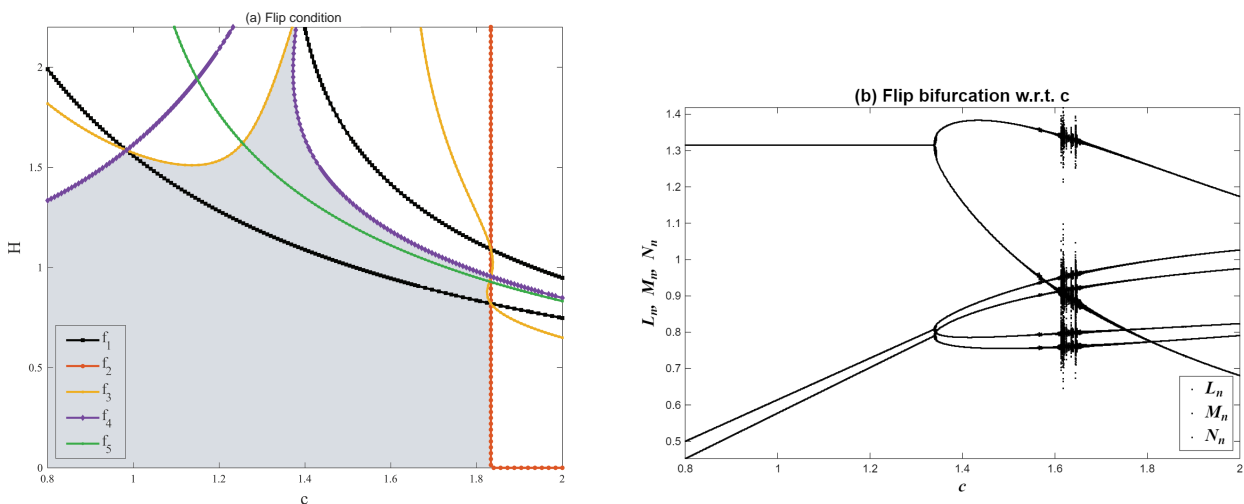 (a) Flip condition
2
1.5
1
0.5
0
H
0.8
1
1.2
1.4
1.6
1.8
2
c
f1
f2
f3
f4
f5
(b) Flip bifurcation w.r.t. c
1.4
1.3
1.2
1.1
1
0.9
0.8
0.7
0.6
0.5
Ln, Mn, Nn
0.8
1
1.2
1.4
1.6
1.8
2
c
Ln
Mn
Nn